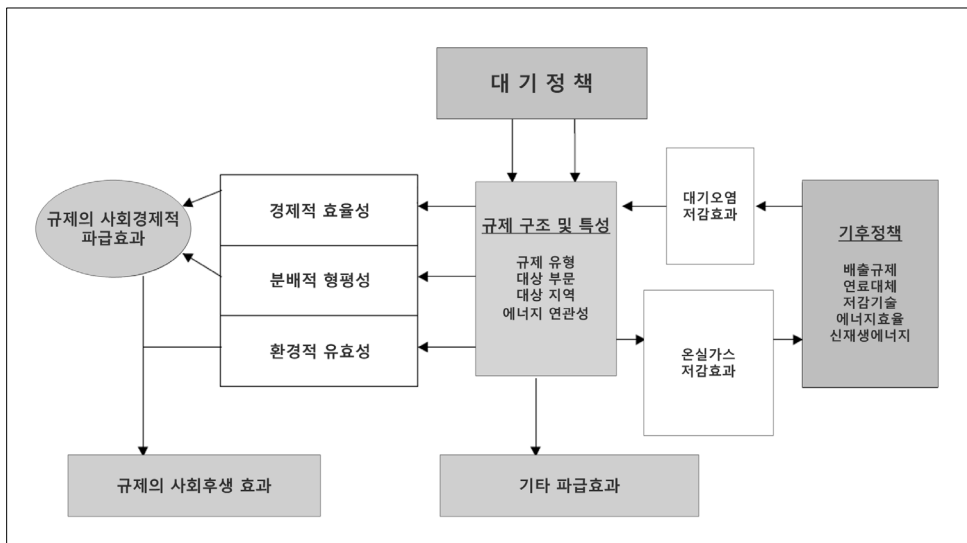 대 기 정 책
규제의 사회경제적
파급효과
경제적 효율성
분배적 형평성
환경적 유효성
규제 구조 및 특성
규제 유형
대상 부문
대상 지역
에너지 연관성
대기오염
저감효과
온실가스
저감효과
기후정책
배출규제
연료대체
저감기술
에너지효율
신재생에너지
규제의 사회후생 효과
기타 파급효과